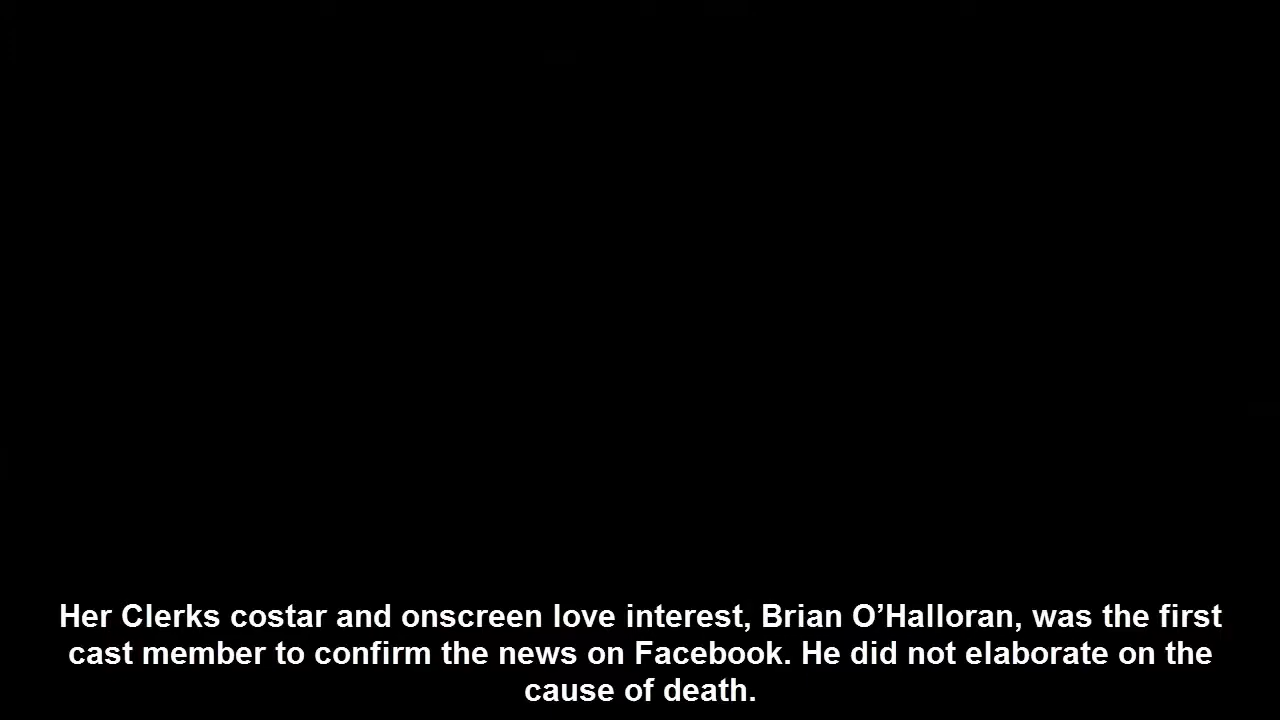 Her Clerks costar and onscreen love interest, Brian O’Halloran, was the first
cast member to confirm the news on Facebook. He did not elaborate on the
cause of death.